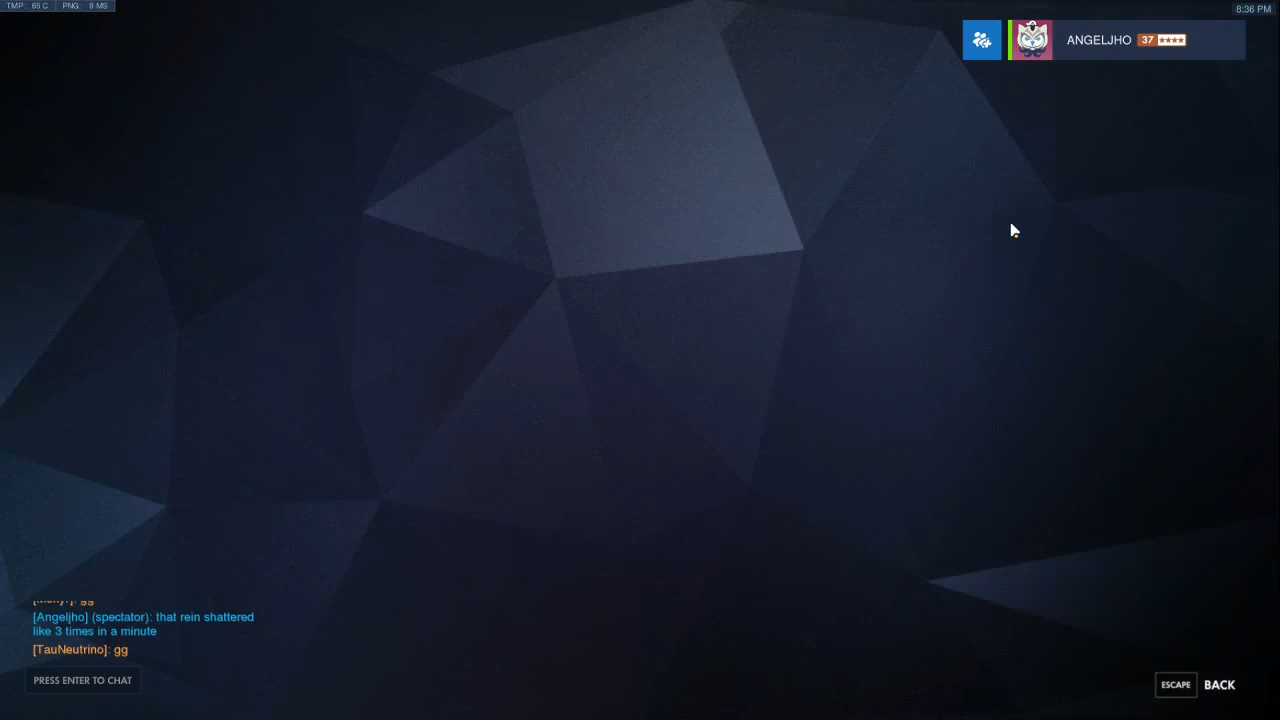 TMP: 65 C PNG: 9 MS
8:36 PM
ANGELJHO 37
gg
[Angeljho] (spectator): that rein shattered
like 3 times in a minute
[TauNeutrino]: gg
PRESS ENTER TO CHAT
ESCAPE BACK